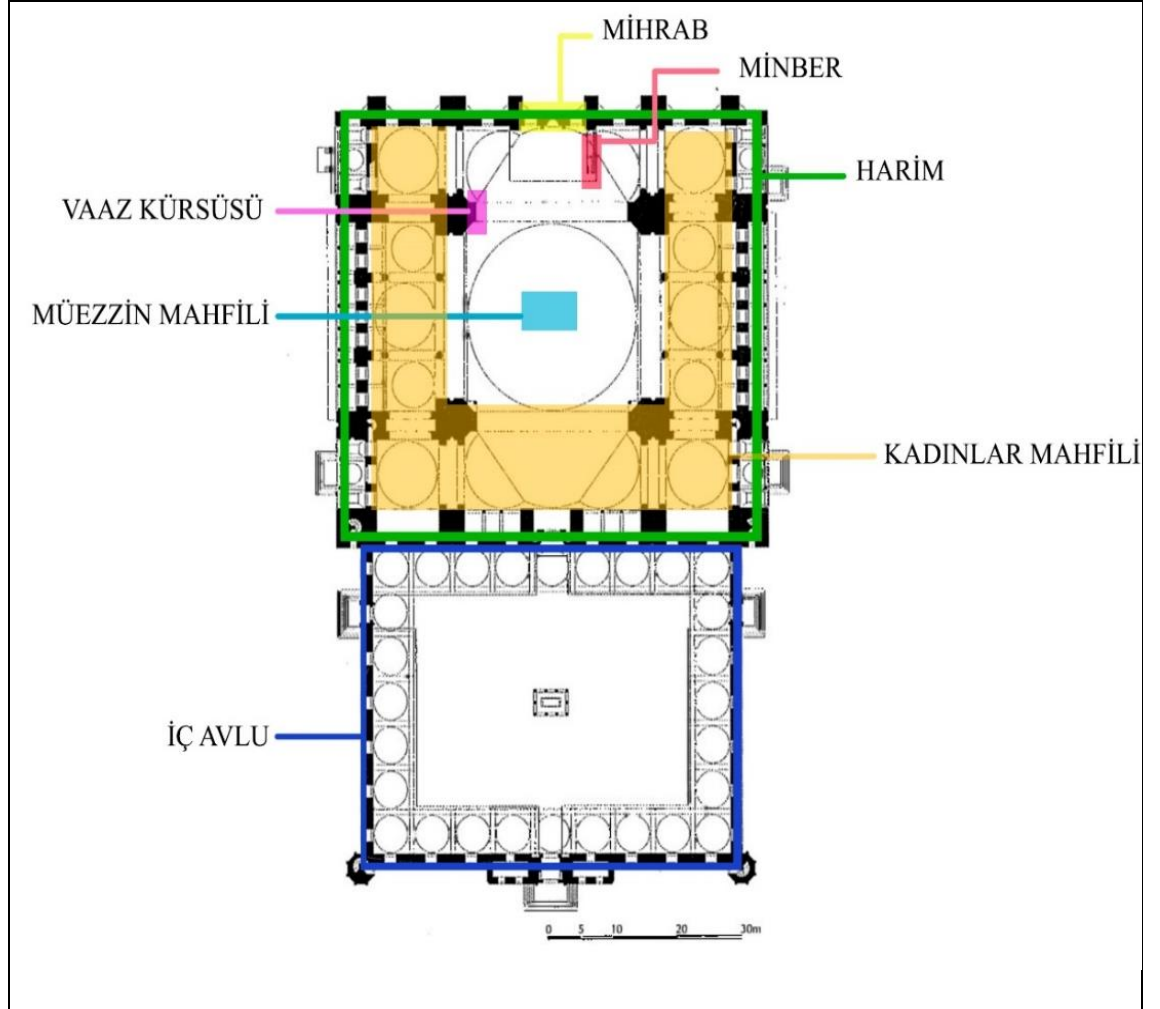 MİHRAB
MİNBER
HARİM
VAAZ KÜRSÜSÜ
MÜEZZİN MAHFİLİ
KADINLAR MAHFİLİ
İÇ AVLU
0 5 10 20 30m